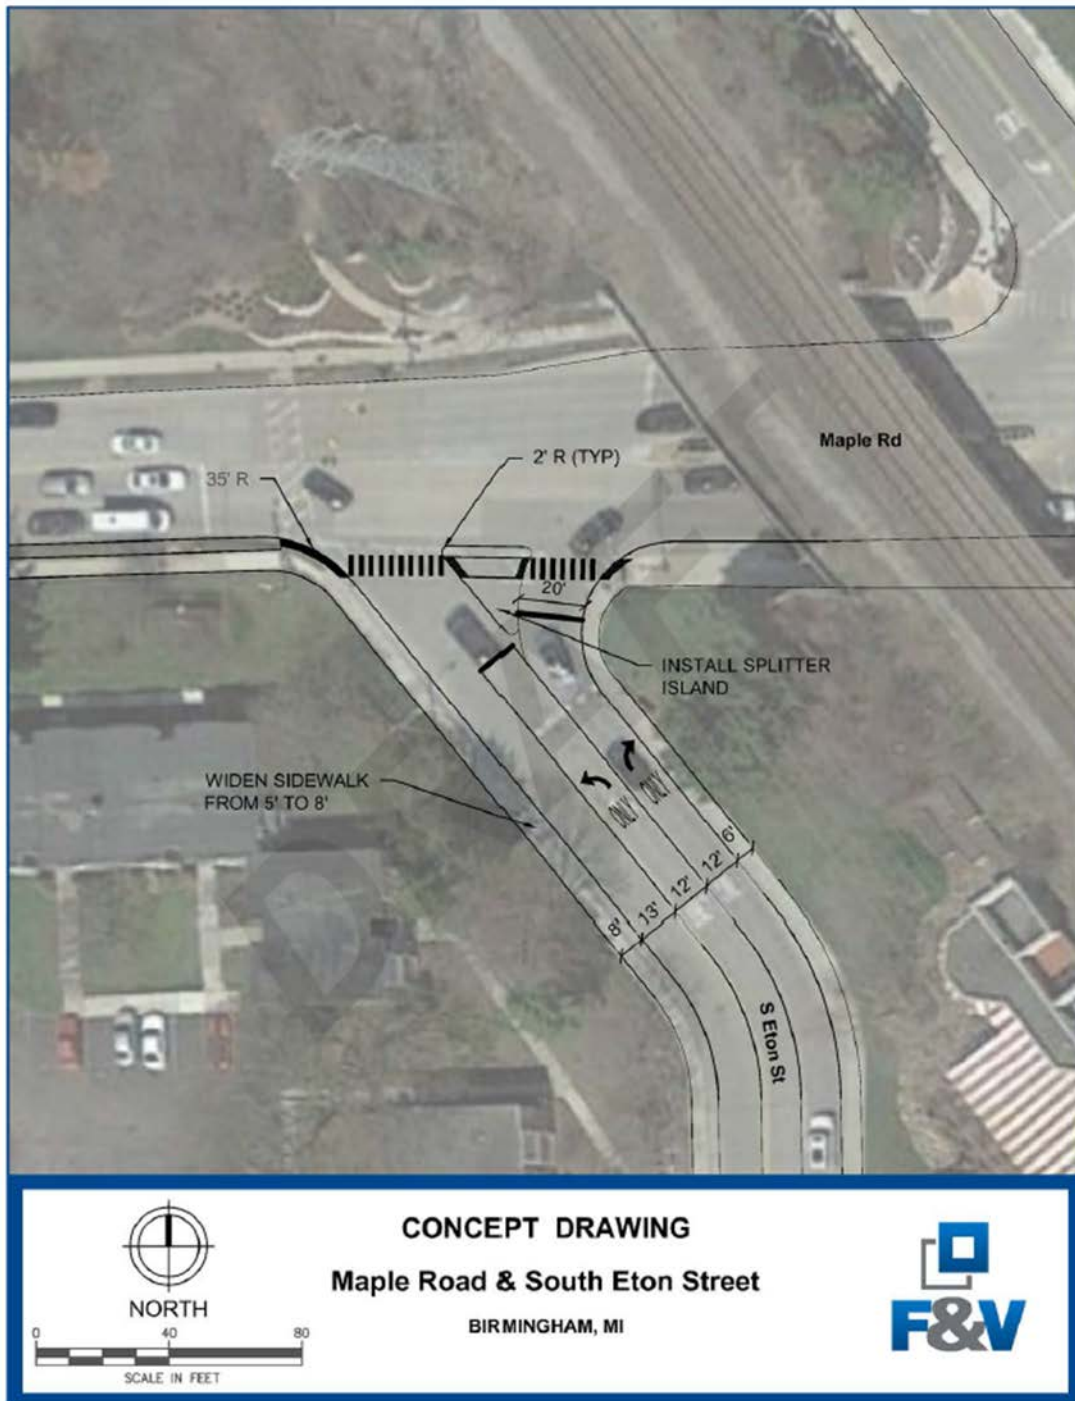 Maple Rd
2' R (TYP)
35' R
20'
INSTALL SPLITTER
ISLAND
WIDEN SIDEWALK
FROM 5' TO 8'
ONLY
ONLY
8'
13'
12'
12'
6'
S Eton St
CONCEPT DRAWING
Maple Road & South Eton Street
BIRMINGHAM, MI
NORTH
0 40 80
SCALE IN FEET
F&V